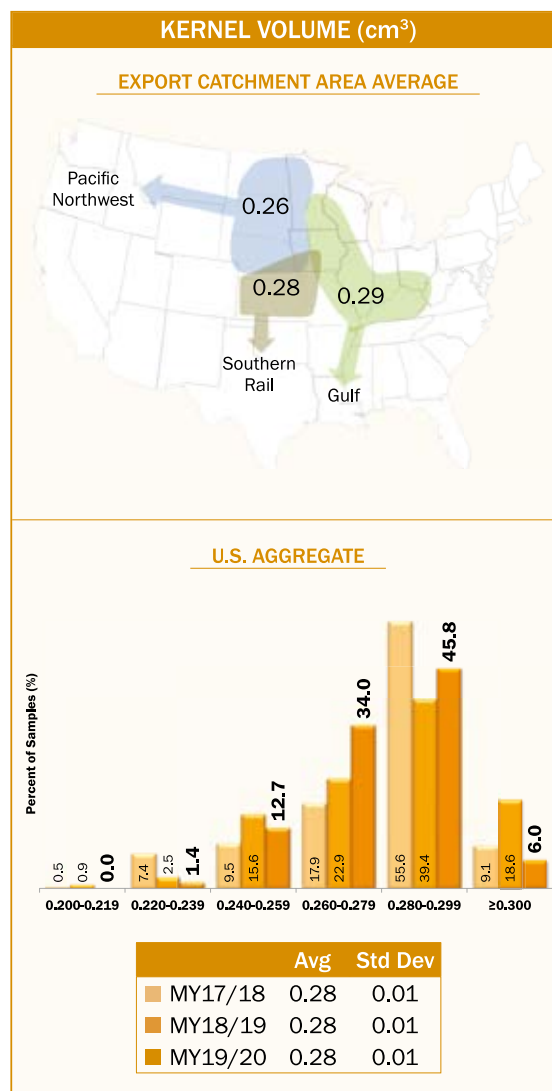 KERNEL VOLUME (cm³)
EXPORT CATCHMENT AREA AVERAGE
Pacific
Northwest
0.26
0.28
0.29
Southern
Rail
Gulf
U.S. AGGREGATE
Percent of Samples (%)
0.5 0.9 0.0 7.4 2.5 1.4 9.5 15.6 12.7 17.9 22.9 34.0 55.6 39.4 45.8 9.1 18.6 6.0
0.200-0.219 0.220-0.239 0.240-0.259 0.260-0.279 0.280-0.299 ≥0.300
Avg Std Dev
MY17/18 0.28 0.01
MY18/19 0.28 0.01
MY19/20 0.28 0.01